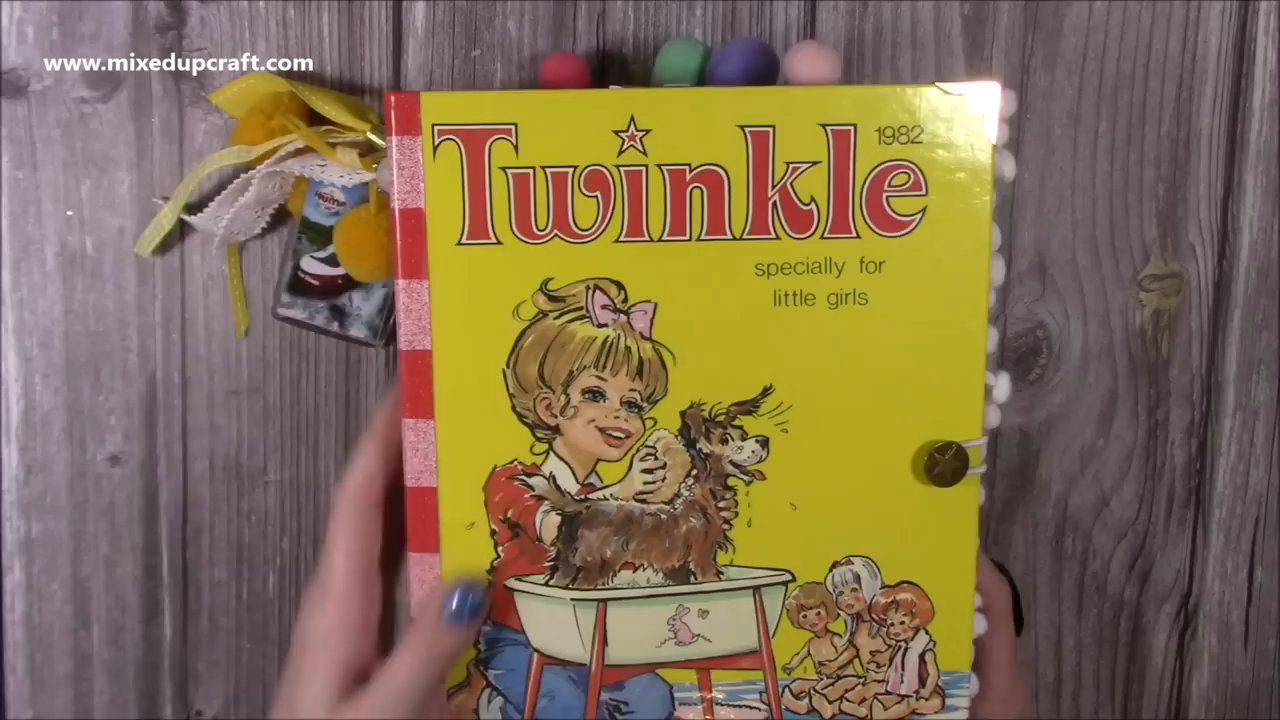 www.mixedupcraft.com
Twinkle
1982
specially for
little girls